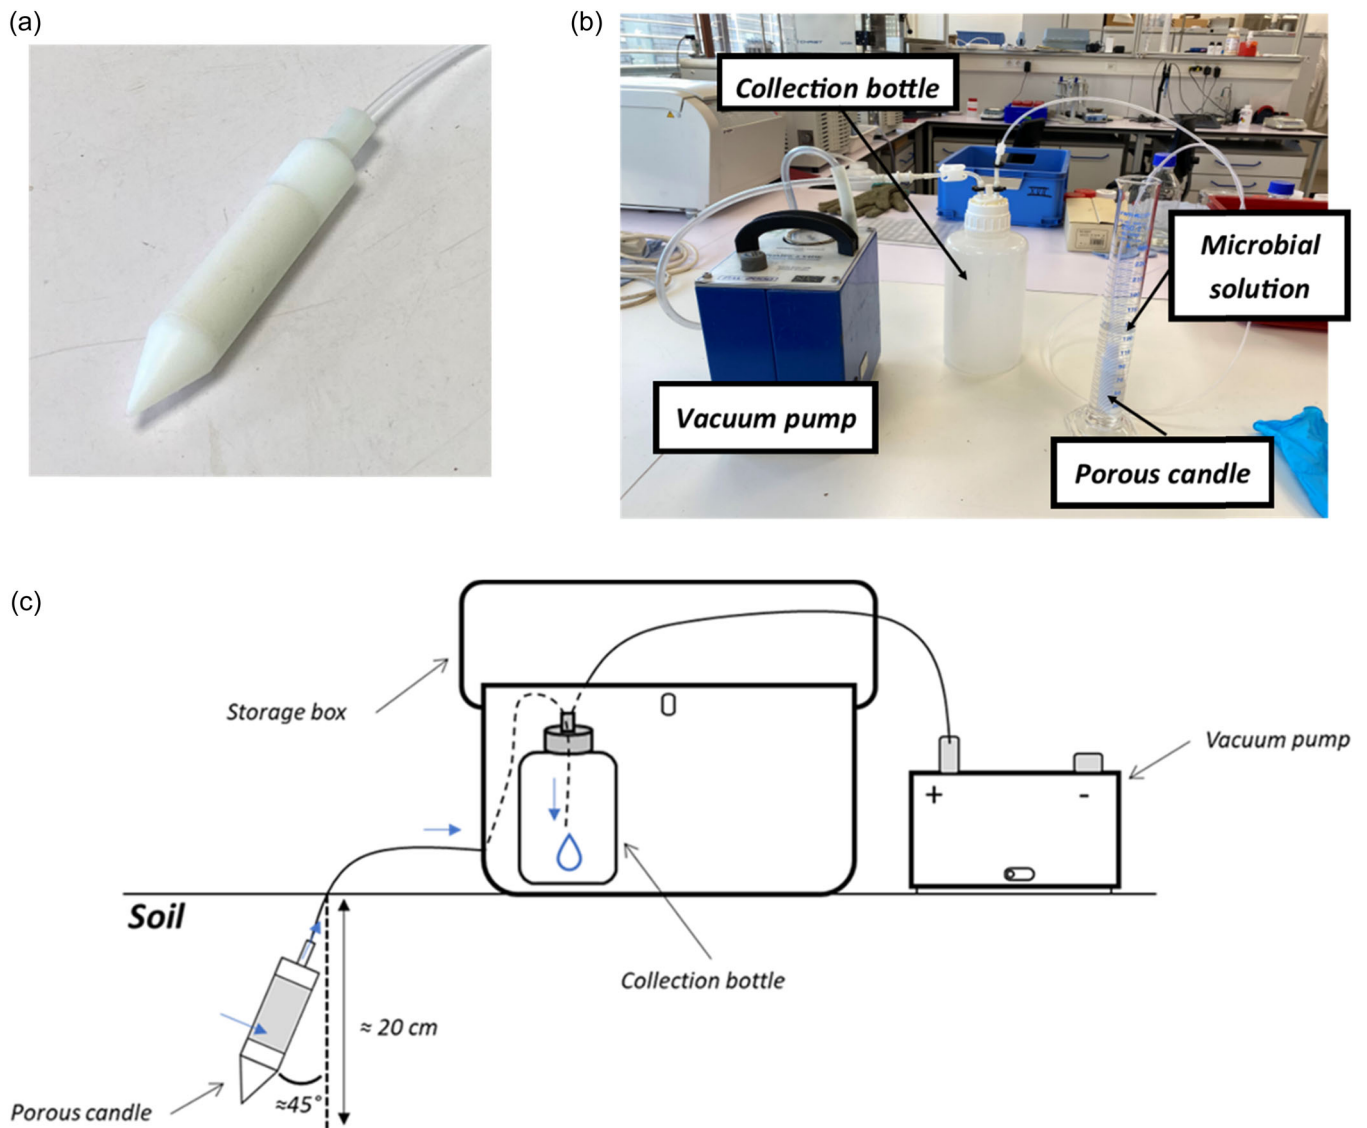 (a)
(b)
Collection bottle
Microbial
solution
Vacuum pump
Porous candle
(c)
Storage box
Vacuum pump
+
-
Soil
Collection bottle
≈ 20 cm
≈45°
Porous candle